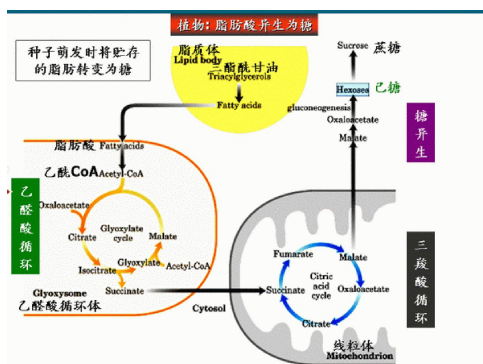 植物: 脂肪酸异生为糖
种子萌发时将贮存
的脂肪转变为糖
脂质体
Lipid body
三酯酰甘油
Triacylglycerols
Fatty acids
Sucrose 蔗糖
Hexoses 己糖
gluconeogenesis
Oxaloacetate
Malate
糖异生
脂肪酸 Fatty acids
乙酰CoA Acetyl-CoA
乙醛酸循环
Oxaloacetate
Glyoxylate
cycle
Citrate
Malate
Isocitrate
Glyoxylate
Acetyl-CoA
Succinate
Glyoxysome
乙醛酸循环体
Cytosol
Fumarate
Malate
Succinate
Citric
acid
cycle
Oxaloacetate
Citrate
三羧酸循环
线粒体
Mitochondrion